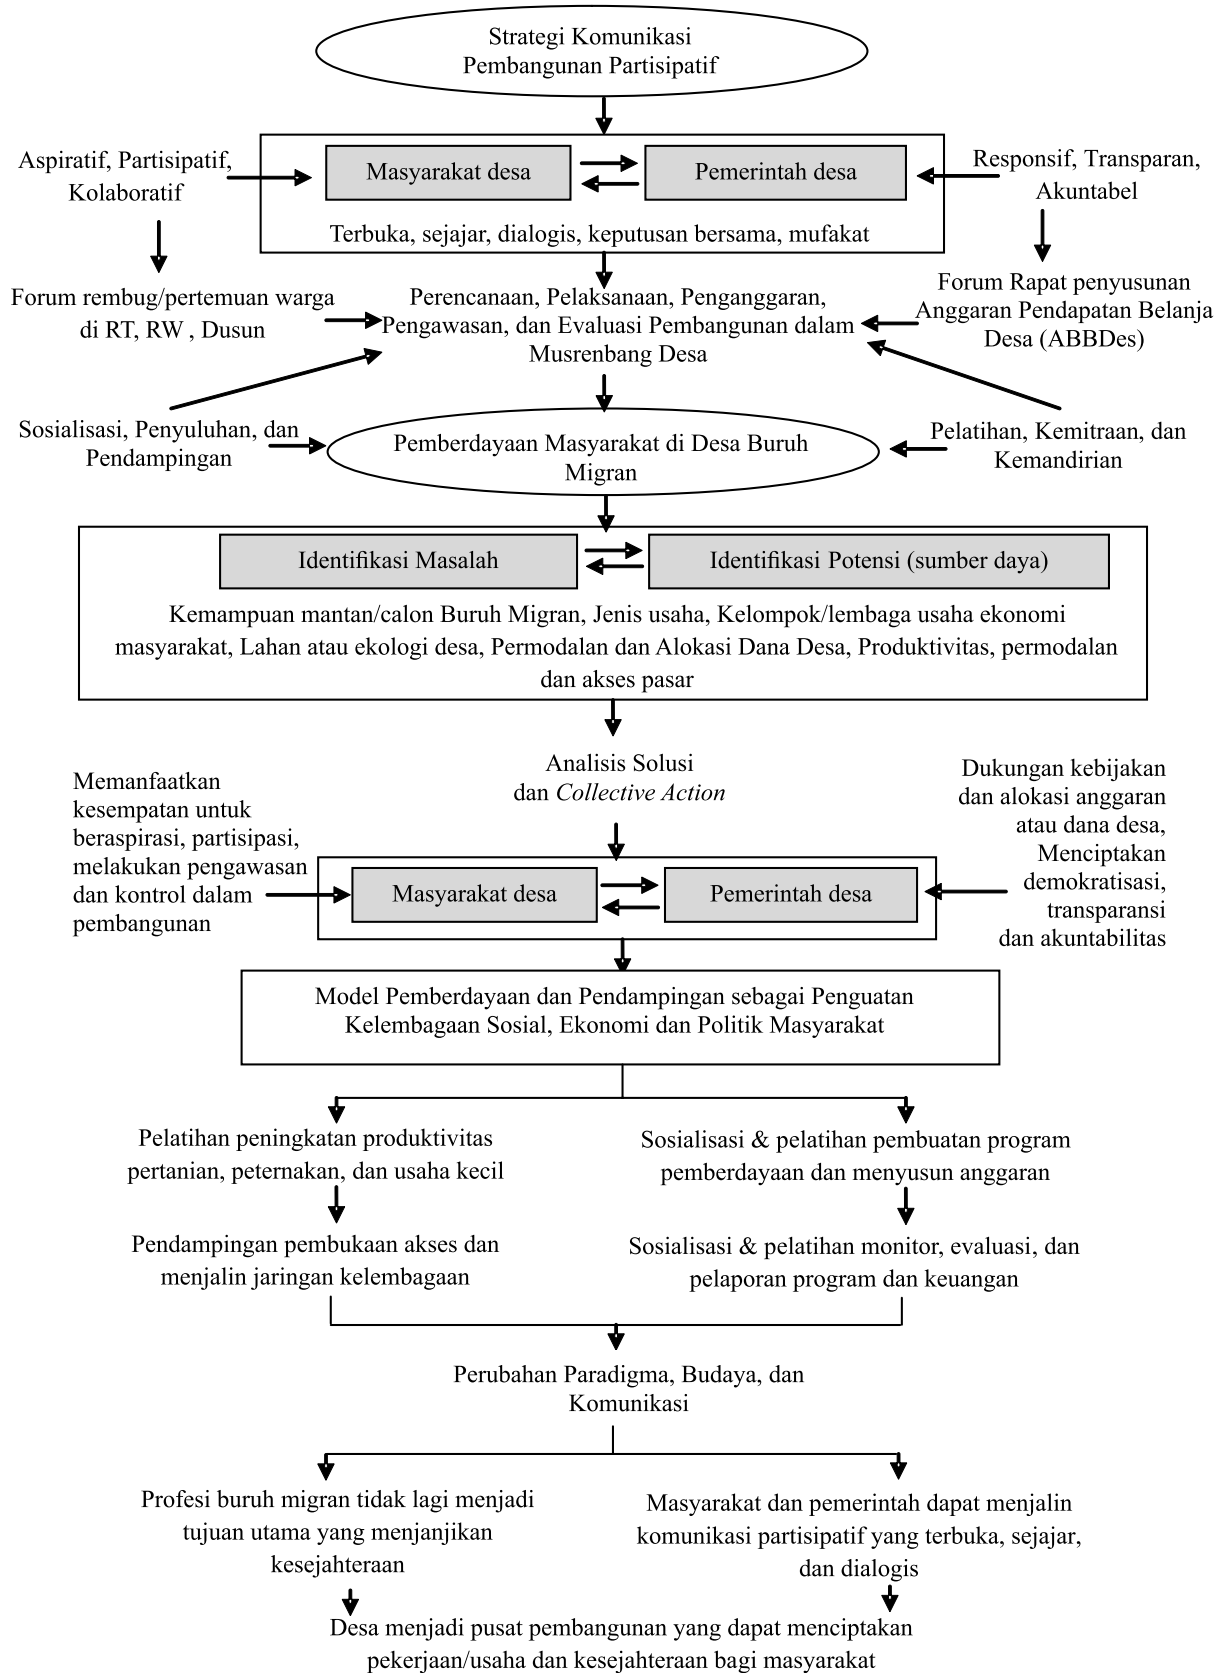 Strategi Komunikasi
Pembangunan Partisipatif
Aspiratif, Partisipatif,
Kolaboratif
Masyarakat desa
Pemerintah desa
Responsif, Transparan,
Akuntabel
Terbuka, sejajar, dialogis, keputusan bersama, mufakat
Forum rembug/pertemuan warga
di RT, RW , Dusun
Perencanaan, Pelaksanaan, Penganggaran,
Pengawasan, dan Evaluasi Pembangunan dalam
Musrenbang Desa
Forum Rapat penyusunan
Anggaran Pendapatan Belanja
Desa (ABBDes)
Sosialisasi, Penyuluhan, dan
Pendampingan
Pemberdayaan Masyarakat di Desa Buruh
Migran
Pelatihan, Kemitraan, dan
Kemandirian
Identifikasi Masalah
Identifikasi Potensi (sumber daya)
Kemampuan mantan/calon Buruh Migran, Jenis usaha, Kelompok/lembaga usaha ekonomi
masyarakat, Lahan atau ekologi desa, Permodalan dan Alokasi Dana Desa, Produktivitas, permodalan
dan akses pasar
Analisis Solusi
dan Collective Action
Memanfaatkan
kesempatan untuk
beraspirasi, partisipasi,
melakukan pengawasan
dan kontrol dalam
pembangunan
Masyarakat desa
Pemerintah desa
Dukungan kebijakan
dan alokasi anggaran
atau dana desa,
Menciptakan
demokratisasi,
transparansi
dan akuntabilitas
Model Pemberdayaan dan Pendampingan sebagai Penguatan
Kelembagaan Sosial, Ekonomi dan Politik Masyarakat
Pelatihan peningkatan produktivitas
pertanian, peternakan, dan usaha kecil
Sosialisasi & pelatihan pembuatan program
pemberdayaan dan menyusun anggaran
Pendampingan pembukaan akses dan
menjalin jaringan kelembagaan
Sosialisasi & pelatihan monitor, evaluasi, dan
pelaporan program dan keuangan
Perubahan Paradigma, Budaya, dan
Komunikasi
Profesi buruh migran tidak lagi menjadi
tujuan utama yang menjanjikan
kesejahteraan
Masyarakat dan pemerintah dapat menjalin
komunikasi partisipatif yang terbuka, sejajar,
dan dialogis
Desa menjadi pusat pembangunan yang dapat menciptakan
pekerjaan/usaha dan kesejahteraan bagi masyarakat